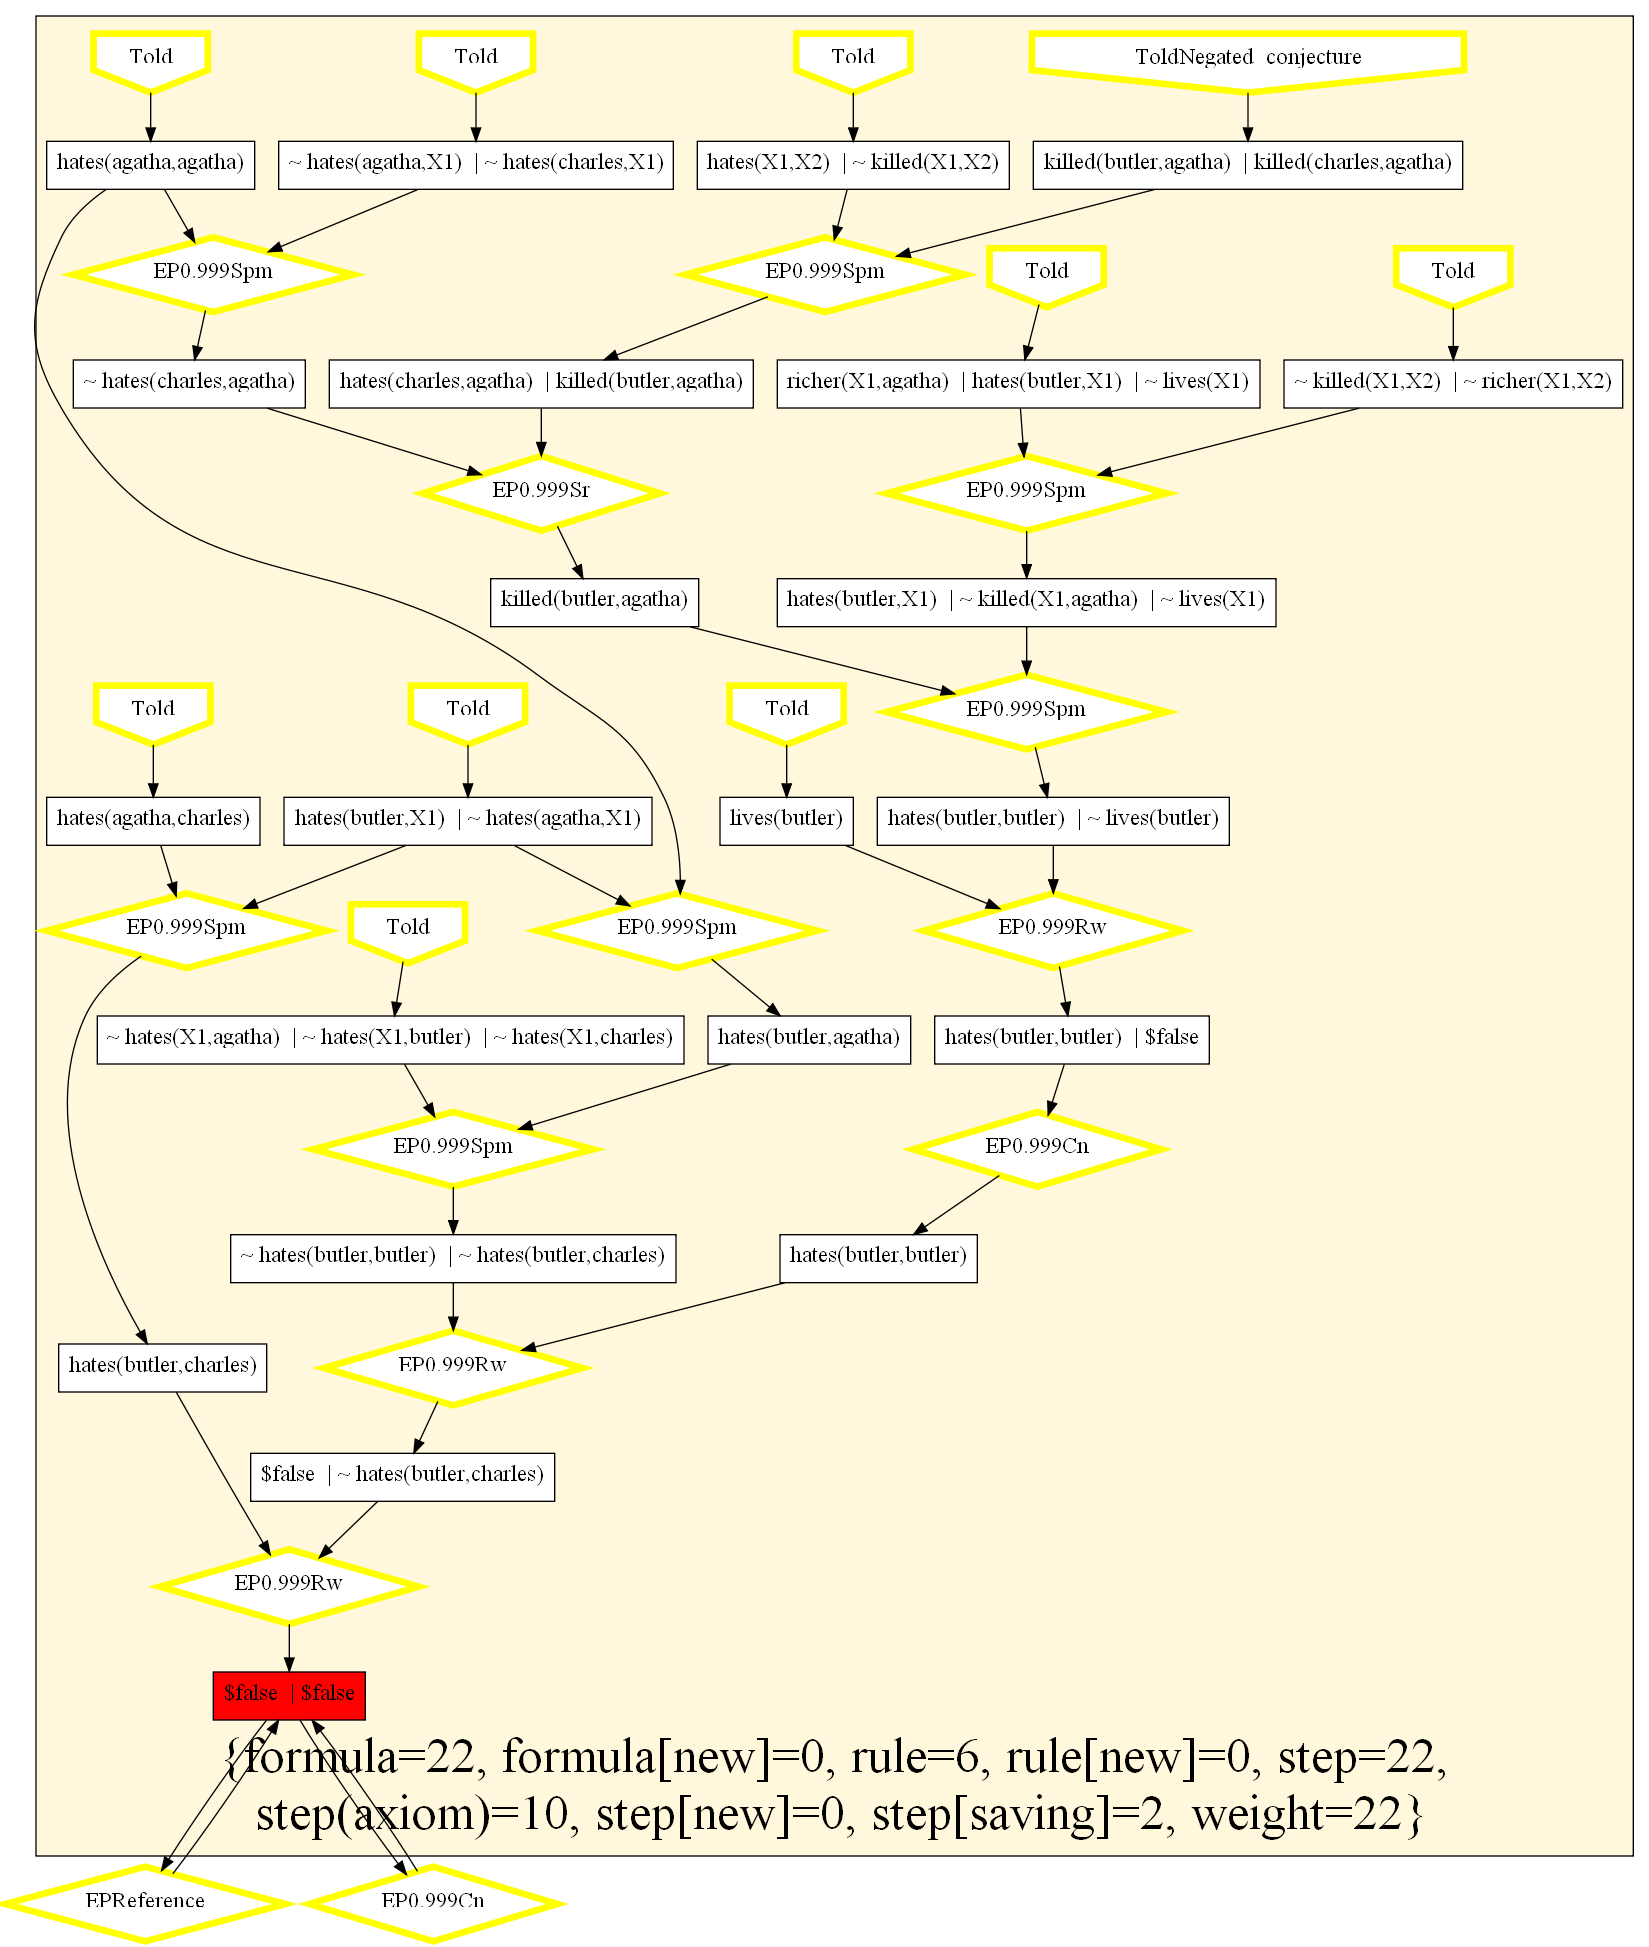 Told
Told
Told
ToldNegated conjecture
hates(agatha,agatha)
~ hates(agatha,X1) | ~ hates(charles,X1)
hates(X1,X2) | ~ killed(X1,X2)
killed(butler,agatha) | killed(charles,agatha)
EP0.999Spm
EP0.999Spm
Told
Told
~ hates(charles,agatha)
hates(charles,agatha) | killed(butler,agatha)
richer(X1,agatha) | hates(butler,X1) | ~ lives(X1)
~ killed(X1,X2) | ~ richer(X1,X2)
EP0.999Sr
EP0.999Spm
killed(butler,agatha)
hates(butler,X1) | ~ killed(X1,agatha) | ~ lives(X1)
Told
Told
Told
EP0.999Spm
hates(agatha,charles)
hates(butler,X1) | ~ hates(agatha,X1)
lives(butler)
hates(butler,butler) | ~ lives(butler)
EP0.999Spm
Told
EP0.999Spm
EP0.999Rw
~ hates(X1,agatha) | ~ hates(X1,butler) | ~ hates(X1,charles)
hates(butler,agatha)
hates(butler,butler) | $false
EP0.999Spm
EP0.999Cn
~ hates(butler,butler) | ~ hates(butler,charles)
hates(butler,butler)
hates(butler,charles)
EP0.999Rw
$false | ~ hates(butler,charles)
EP0.999Rw
$false | $false
{formula=22, formula[new]=0, rule=6, rule[new]=0, step=22,
step(axiom)=10, step[new]=0, step[saving]=2, weight=22}
EPReference
EP0.999Cn